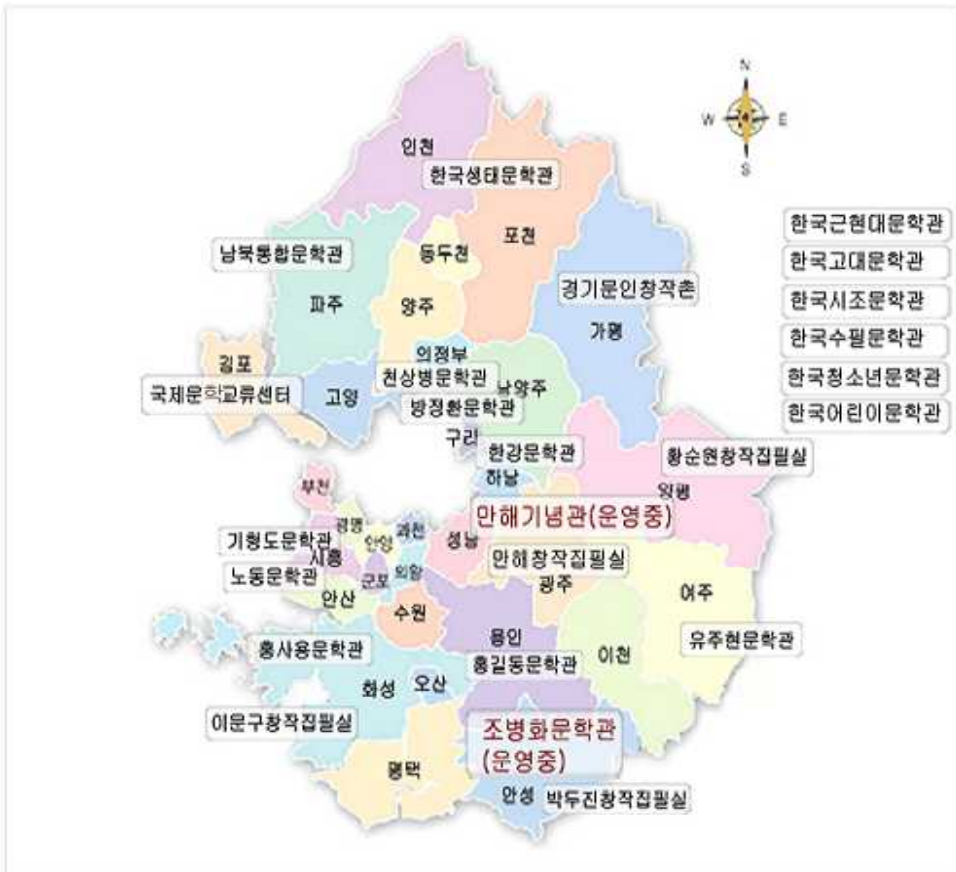 N
W E
S
인천
한국생태문학관
포천
한국근현대문학관
남북통합문학관
동두천
한국고대문학관
경기문인창작촌
한국시조문학관
파주
양주
가평
한국수필문학관
의정부
김포
천상병문학관
남양주
한국청소년문학관
국제문학교류센터
고양
방정환문학관
한국어린이문학관
구리
한강문학관
황순원창작집필실
하남
부천
양평
만해기념관(운영중)
광명
과천
기형도문학관
안양
성남
시흥
만해창작집필실
노동문학관
군포
의왕
광주
안산
여주
수원
용인
유주현문학관
홍사용문학관
이천
홍길동문학관
화성
오산
이문구창작집필실
조병화문학관
(운영중)
평택
안성
박두진창작집필실